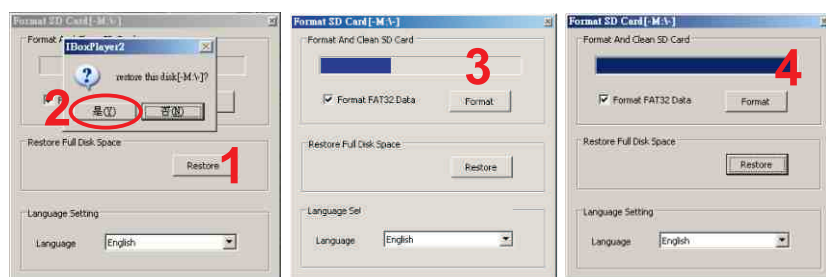 Format SD Card[-M:\-]
Format
IBoxPlayer2
restore this disk[-M:\-]?
2
是(Y)
否(N)
Restore Full Disk Space
Restore
1
Language Setting
Language
English
Format SD Card[-M:\-]
Format And Clean SD Card
3
Format FAT32 Data
Format
Restore Full Disk Space
Restore
Language Sel
Language
English
Format SD Card[-M:\-]
Format And Clean SD Card
4
Format FAT32 Data
Format
Restore Full Disk Space
Restore
Language Setting
Language
English